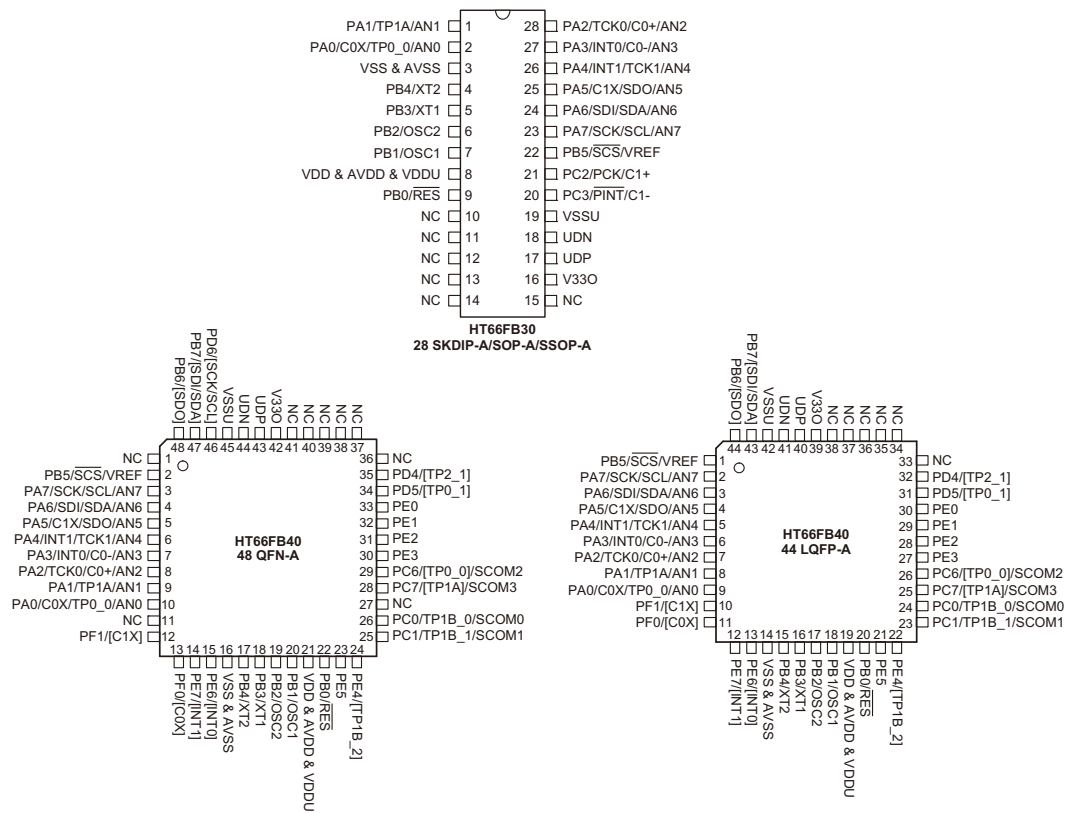 PA1/TP1A/AN1 1 28 PA2/TCK0/C0+/AN2
PA0/C0X/TP0_0/AN0 2 27 PA3/INT0/C0-/AN3
VSS & AVSS 3 26 PA4/INT1/TCK1/AN4
PB4/XT2 4 25 PA5/C1X/SDO/AN5
PB3/XT1 5 24 PA6/SDI/SDA/AN6
PB2/OSC2 6 23 PA7/SCK/SCL/AN7
PB1/OSC1 7 22 PB5/SCS/VREF
VDD & AVDD & VDDU 8 21 PC2/PCK/C1+
PB0/RES 9 20 PC3/PINT/C1-
NC 10 19 VSSU
NC 11 18 UDN
NC 12 17 UDP
NC 13 16 V33O
NC 14 15 NC
HT66FB30
28 SKDIP-A/SOP-A/SSOP-A
PB6/[SDO]
PB7/[SDI/SDA]
PD6/[SCK/SCL]
VSSU
UDN
UDP
V33O
NC
NC
NC
NC
NC
48 47 46 45 44 43 42 41 40 39 38 37
NC 1 36 NC
PB5/SCS/VREF 2 35 PD4/[TP2_1]
PA7/SCK/SCL/AN7 3 34 PD5/[TP0_1]
PA6/SDI/SDA/AN6 4 33 PE0
PA5/C1X/SDO/AN5 5 32 PE1
PA4/INT1/TCK1/AN4 6 31 PE2
PA3/INT0/C0-/AN3 7 30 PE3
PA2/TCK0/C0+/AN2 8 29 PC6/[TP0_0]/SCOM2
PA1/TP1A/AN1 9 28 PC7/[TP1A]/SCOM3
PA0/C0X/TP0_0/AN0 10 27 NC
NC 11 26 PC0/TP1B_0/SCOM0
PF1/[C1X] 12 25 PC1/TP1B_1/SCOM1
HT66FB40
48 QFN-A
13 14 15 16 17 18 19 20 21 22 23 24
PF0/[C0X]
PE7/[INT1]
PE6/[INT0]
VSS & AVSS
PB4/XT2
PB3/XT1
PB2/OSC2
PB1/OSC1
VDD & AVDD & VDDU
PB0/RES
PE5
PE4/[TP1B_2]
PB6/[SDO]
PB7/[SDI/SDA]
VSSU
UDN
UDP
V33O
NC
NC
NC
NC
NC
44 43 42 41 40 39 38 37 36 35 34
PB5/SCS/VREF 1 33 NC
PA7/SCK/SCL/AN7 2 32 PD4/[TP2_1]
PA6/SDI/SDA/AN6 3 31 PD5/[TP0_1]
PA5/C1X/SDO/AN5 4 30 PE0
PA4/INT1/TCK1/AN4 5 29 PE1
PA3/INT0/C0-/AN3 6 28 PE2
PA2/TCK0/C0+/AN2 7 27 PE3
PA1/TP1A/AN1 8 26 PC6/[TP0_0]/SCOM2
PA0/C0X/TP0_0/AN0 9 25 PC7/[TP1A]/SCOM3
PF1/[C1X] 10 24 PC0/TP1B_0/SCOM0
PF0/[C0X] 11 23 PC1/TP1B_1/SCOM1
HT66FB40
44 LQFP-A
12 13 14 15 16 17 18 19 20 21 22
PE7/[INT1]
PE6/[INT0]
VSS & AVSS
PB4/XT2
PB3/XT1
PB2/OSC2
PB1/OSC1
VDD & AVDD & VDDU
PB0/RES
PE5
PE4/[TP1B_2]